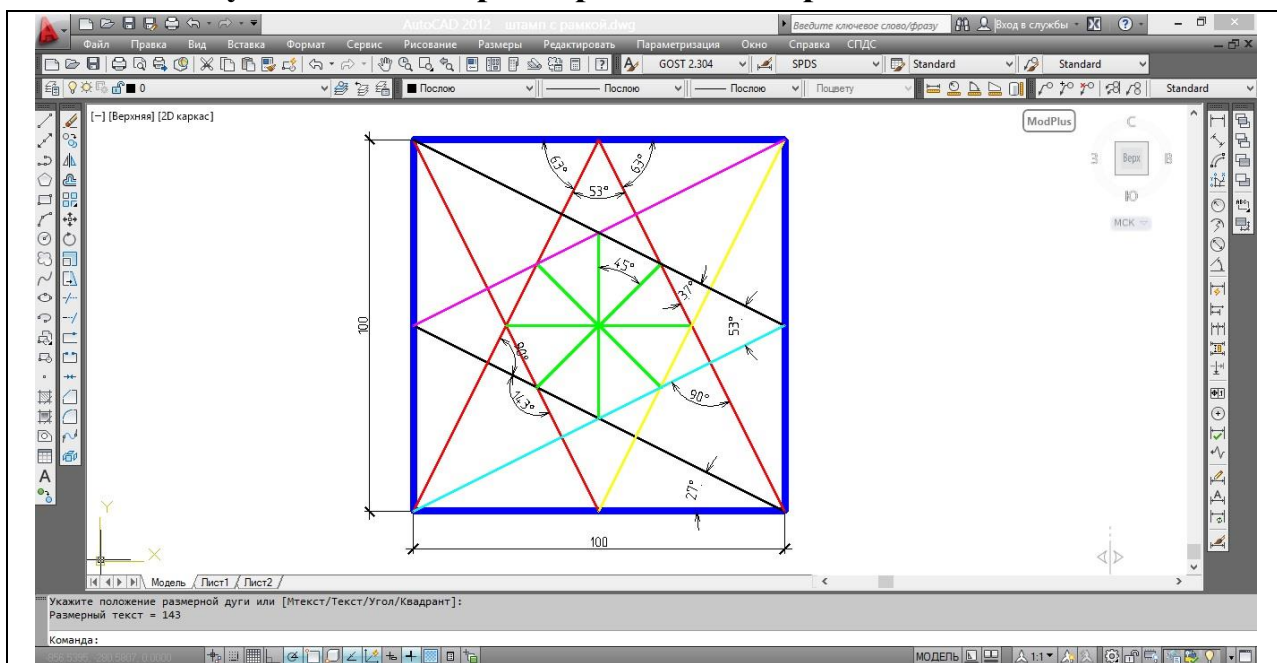 AutoCAD 2012 штамп с рамкой.dwg
Введите ключевое слово/фразу
Вход в службы
Файл Правка Вид Вставка Формат Сервис Рисование Размеры Редактировать Параметризация Окно Справка СПДС
GOST 2.304 SPDS Standard Standard
0 Послою Послою Послою Поцвету Standard
[−] [Верхняя] [2D каркас]
ModPlus
С
З Верх В
Ю
МСК
63° 63°
53°
45°
37°
53°
100
90°
143°
90°
27°
100
Y
X
Модель Лист1 Лист2
Укажите положение размерной дуги или [Мтекст/Текст/Угол/Квадрант]:
Размерный текст = 143
Команда:
МОДЕЛЬ 1:1